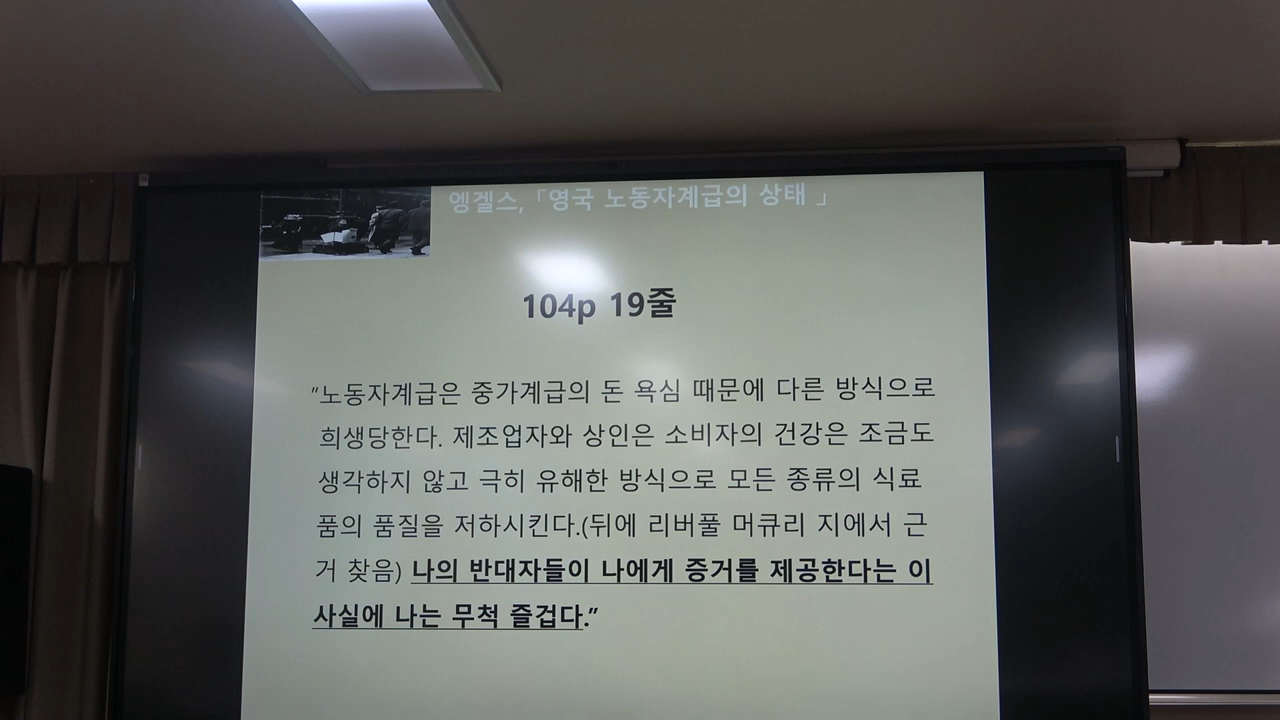 엥겔스, 「영국 노동자계급의 상태 」
104p 19줄
"노동자계급은 중가계급의 돈 욕심 때문에 다른 방식으로
희생당한다. 제조업자와 상인은 소비자의 건강은 조금도
생각하지 않고 극히 유해한 방식으로 모든 종류의 식료
품의 품질을 저하시킨다.(뒤에 리버풀 머큐리 지에서 근
거 찾음) 나의 반대자들이 나에게 증거를 제공한다는 이
사실에 나는 무척 즐겁다."